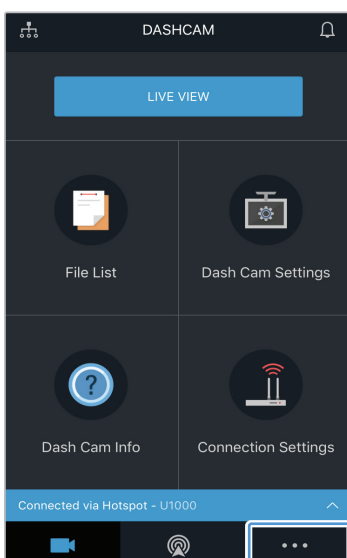 DASHCAM
LIVE VIEW
File List
Dash Cam Settings
?
Dash Cam Info
Connection Settings
Connected via Hotspot - U1000